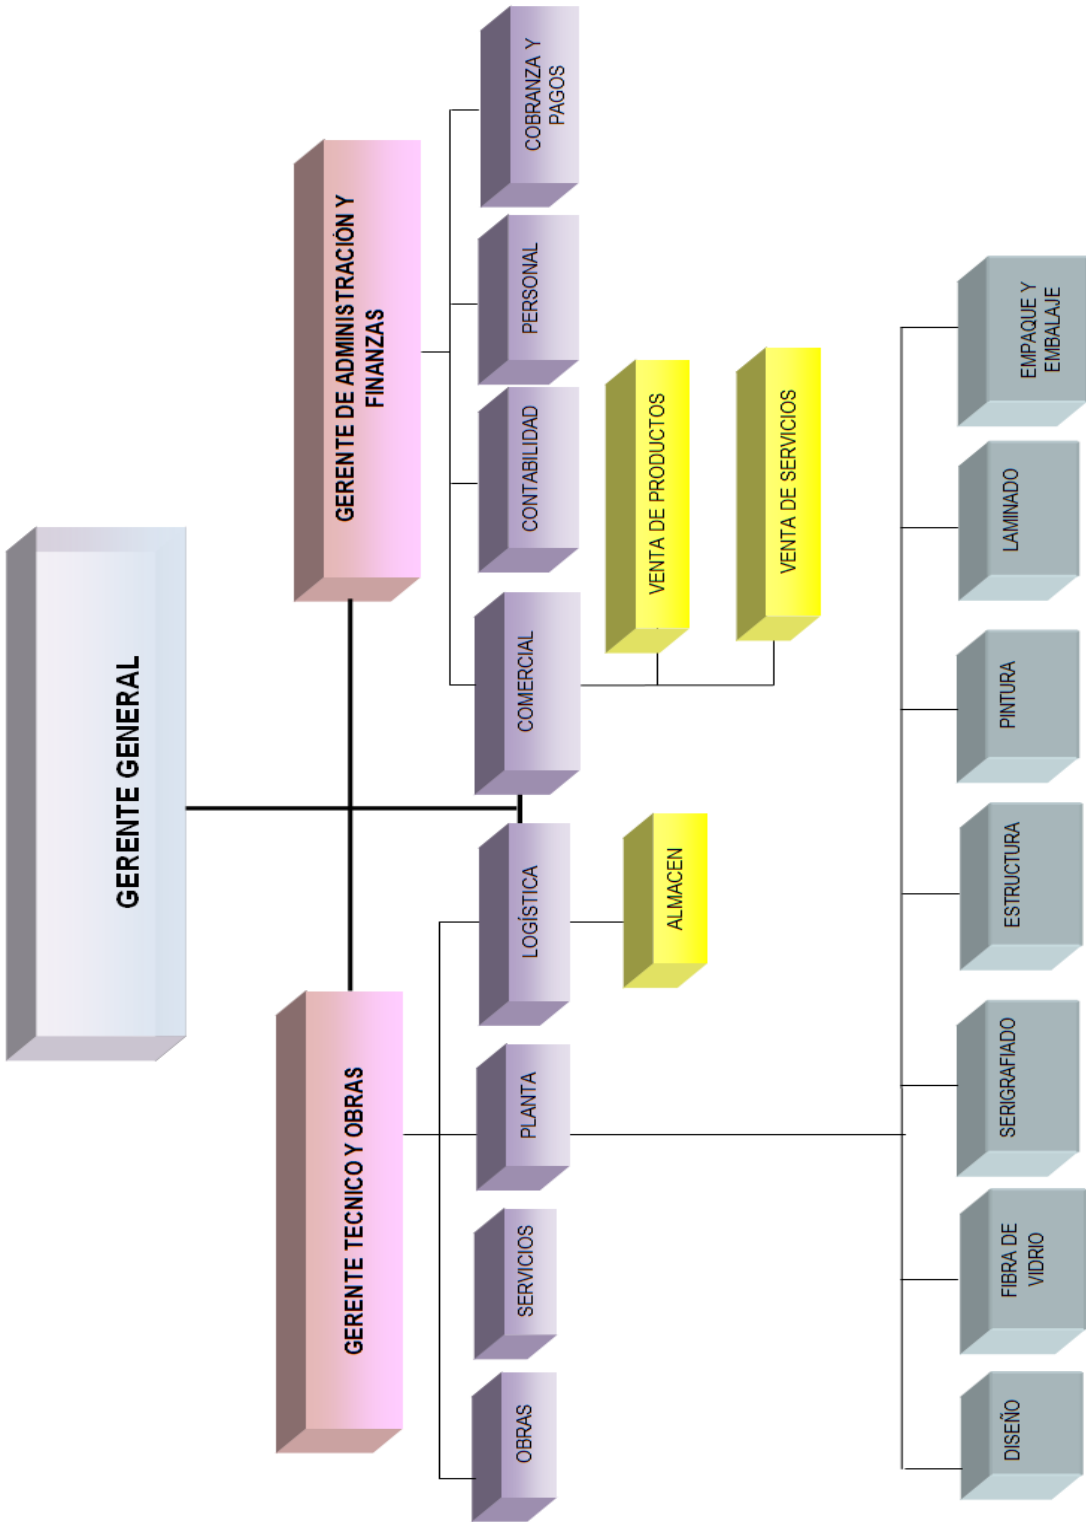 GERENTE GENERAL
GERENTE TECNICO Y OBRAS
GERENTE DE ADMINISTRACIÓN Y
FINANZAS
OBRAS
SERVICIOS
PLANTA
LOGÍSTICA
COMERCIAL
CONTABILIDAD
PERSONAL
COBRANZA Y
PAGOS
ALMACEN
VENTA DE PRODUCTOS
VENTA DE SERVICIOS
DISEÑO
FIBRA DE
VIDRIO
SERIGRAFIADO
ESTRUCTURA
PINTURA
LAMINADO
EMPAQUE Y
EMBALAJE